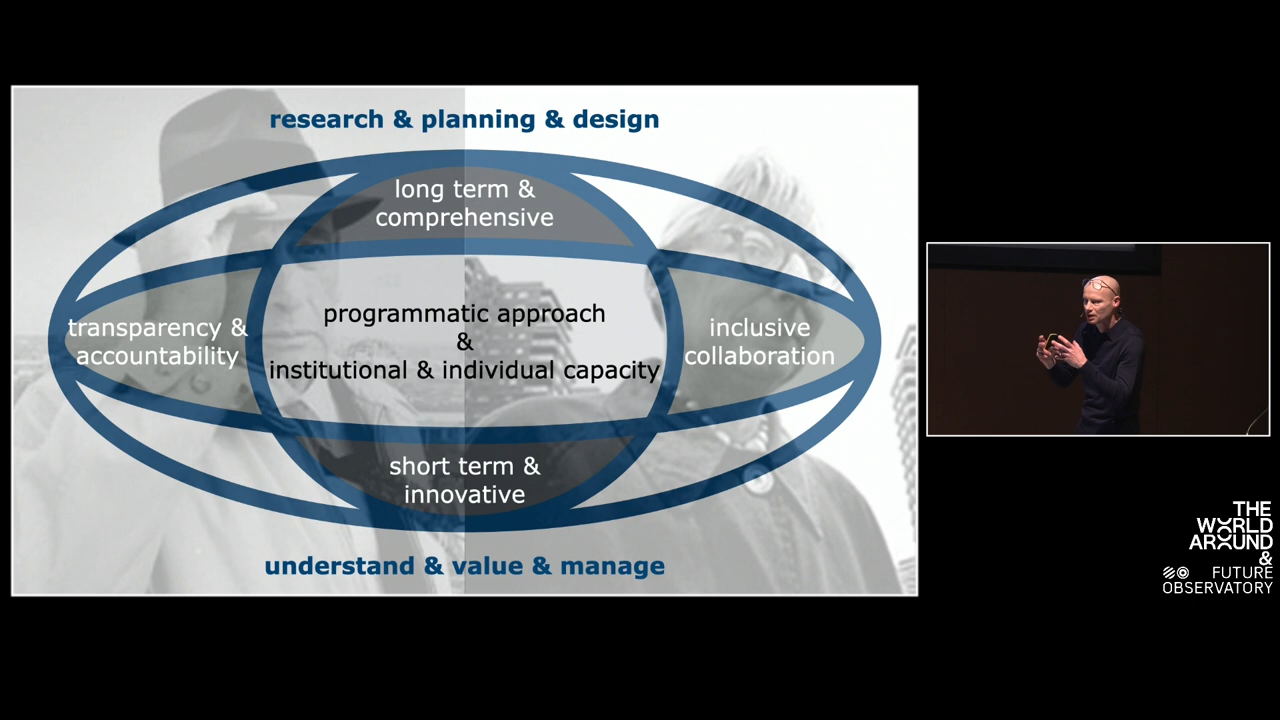 research & planning & design
long term &
comprehensive
programmatic approach
&
institutional & individual capacity
transparency &
accountability
inclusive
collaboration
short term &
innovative
understand & value & manage
THE
WORLD
AROUND
&
FUTURE
OBSERVATORY